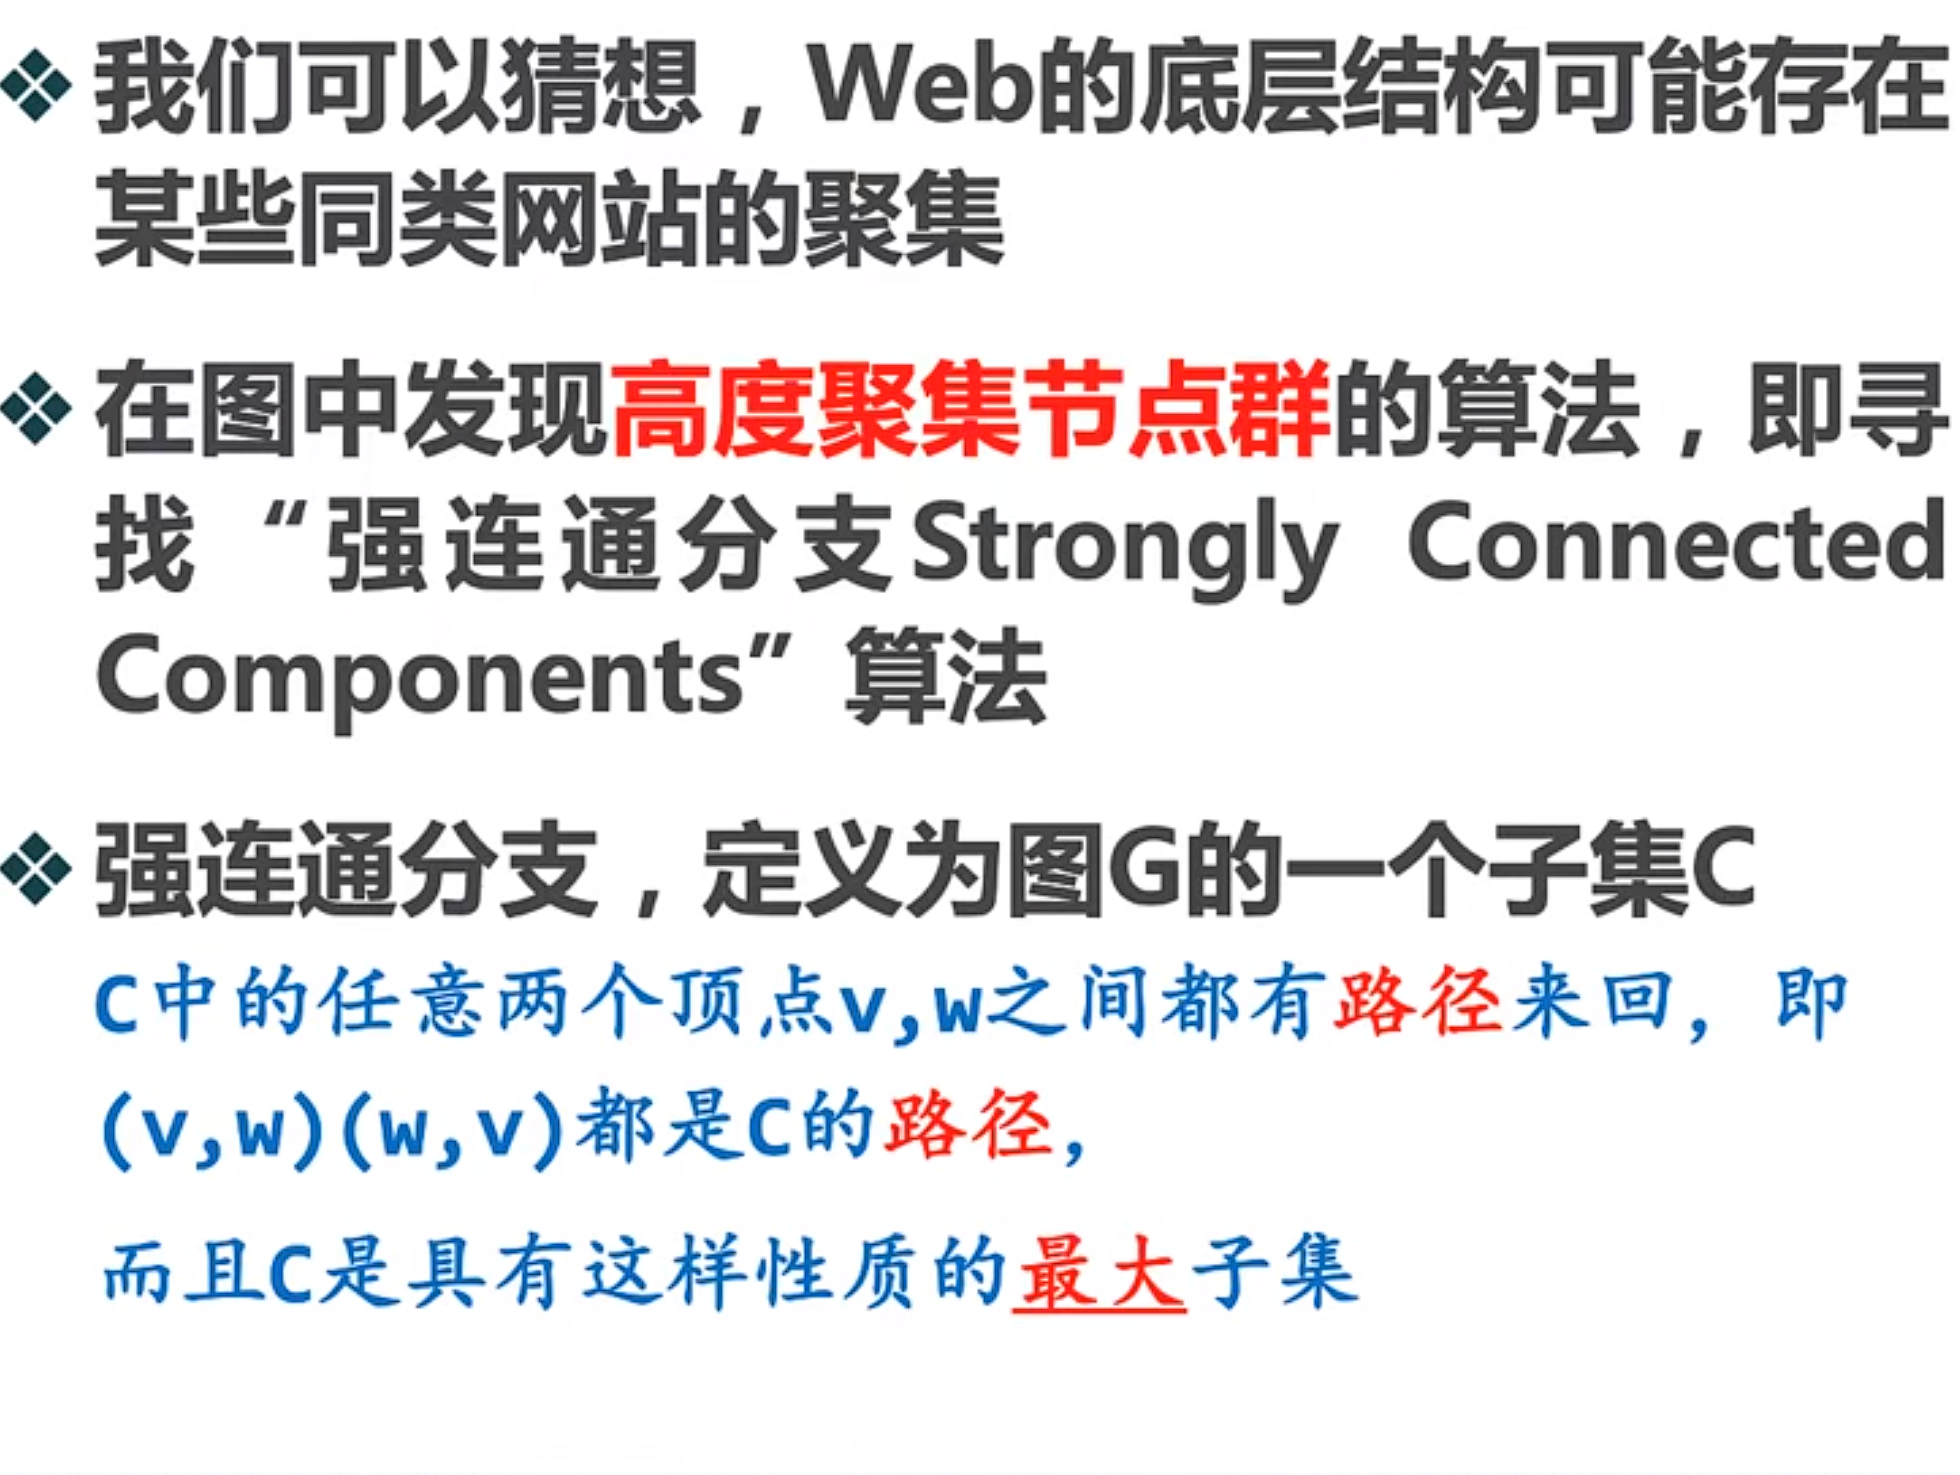 ❖我们可以猜想，Web的底层结构可能存在
某些同类网站的聚集
❖在图中发现高度聚集节点群的算法，即寻
找“强连通分支Strongly Connected
Components”算法
❖强连通分支，定义为图G的一个子集C
C中的任意两个顶点v,w之间都有路径来回，即
(v,w)(w,v)都是C的路径，
而且C是具有这样性质的最大子集